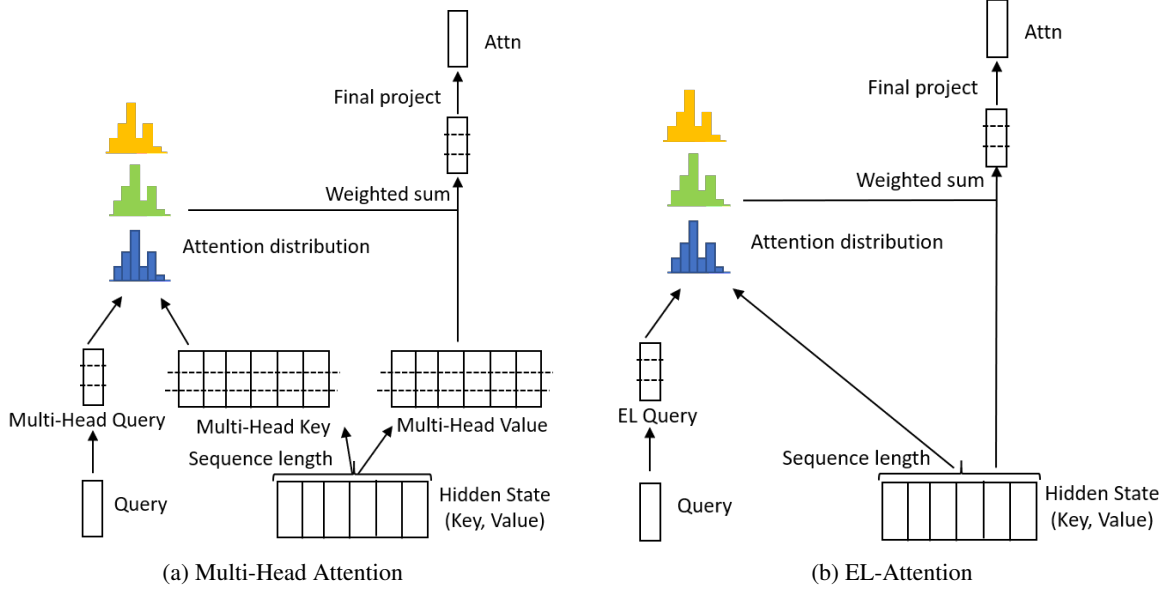 Attn
Final project
Weighted sum
Attention distribution
Multi-Head Query
Multi-Head Key
Multi-Head Value
Sequence length
Query
Hidden State
(Key, Value)
(a) Multi-Head Attention
Attn
Final project
Weighted sum
Attention distribution
EL Query
Sequence length
Query
Hidden State
(Key, Value)
(b) EL-Attention